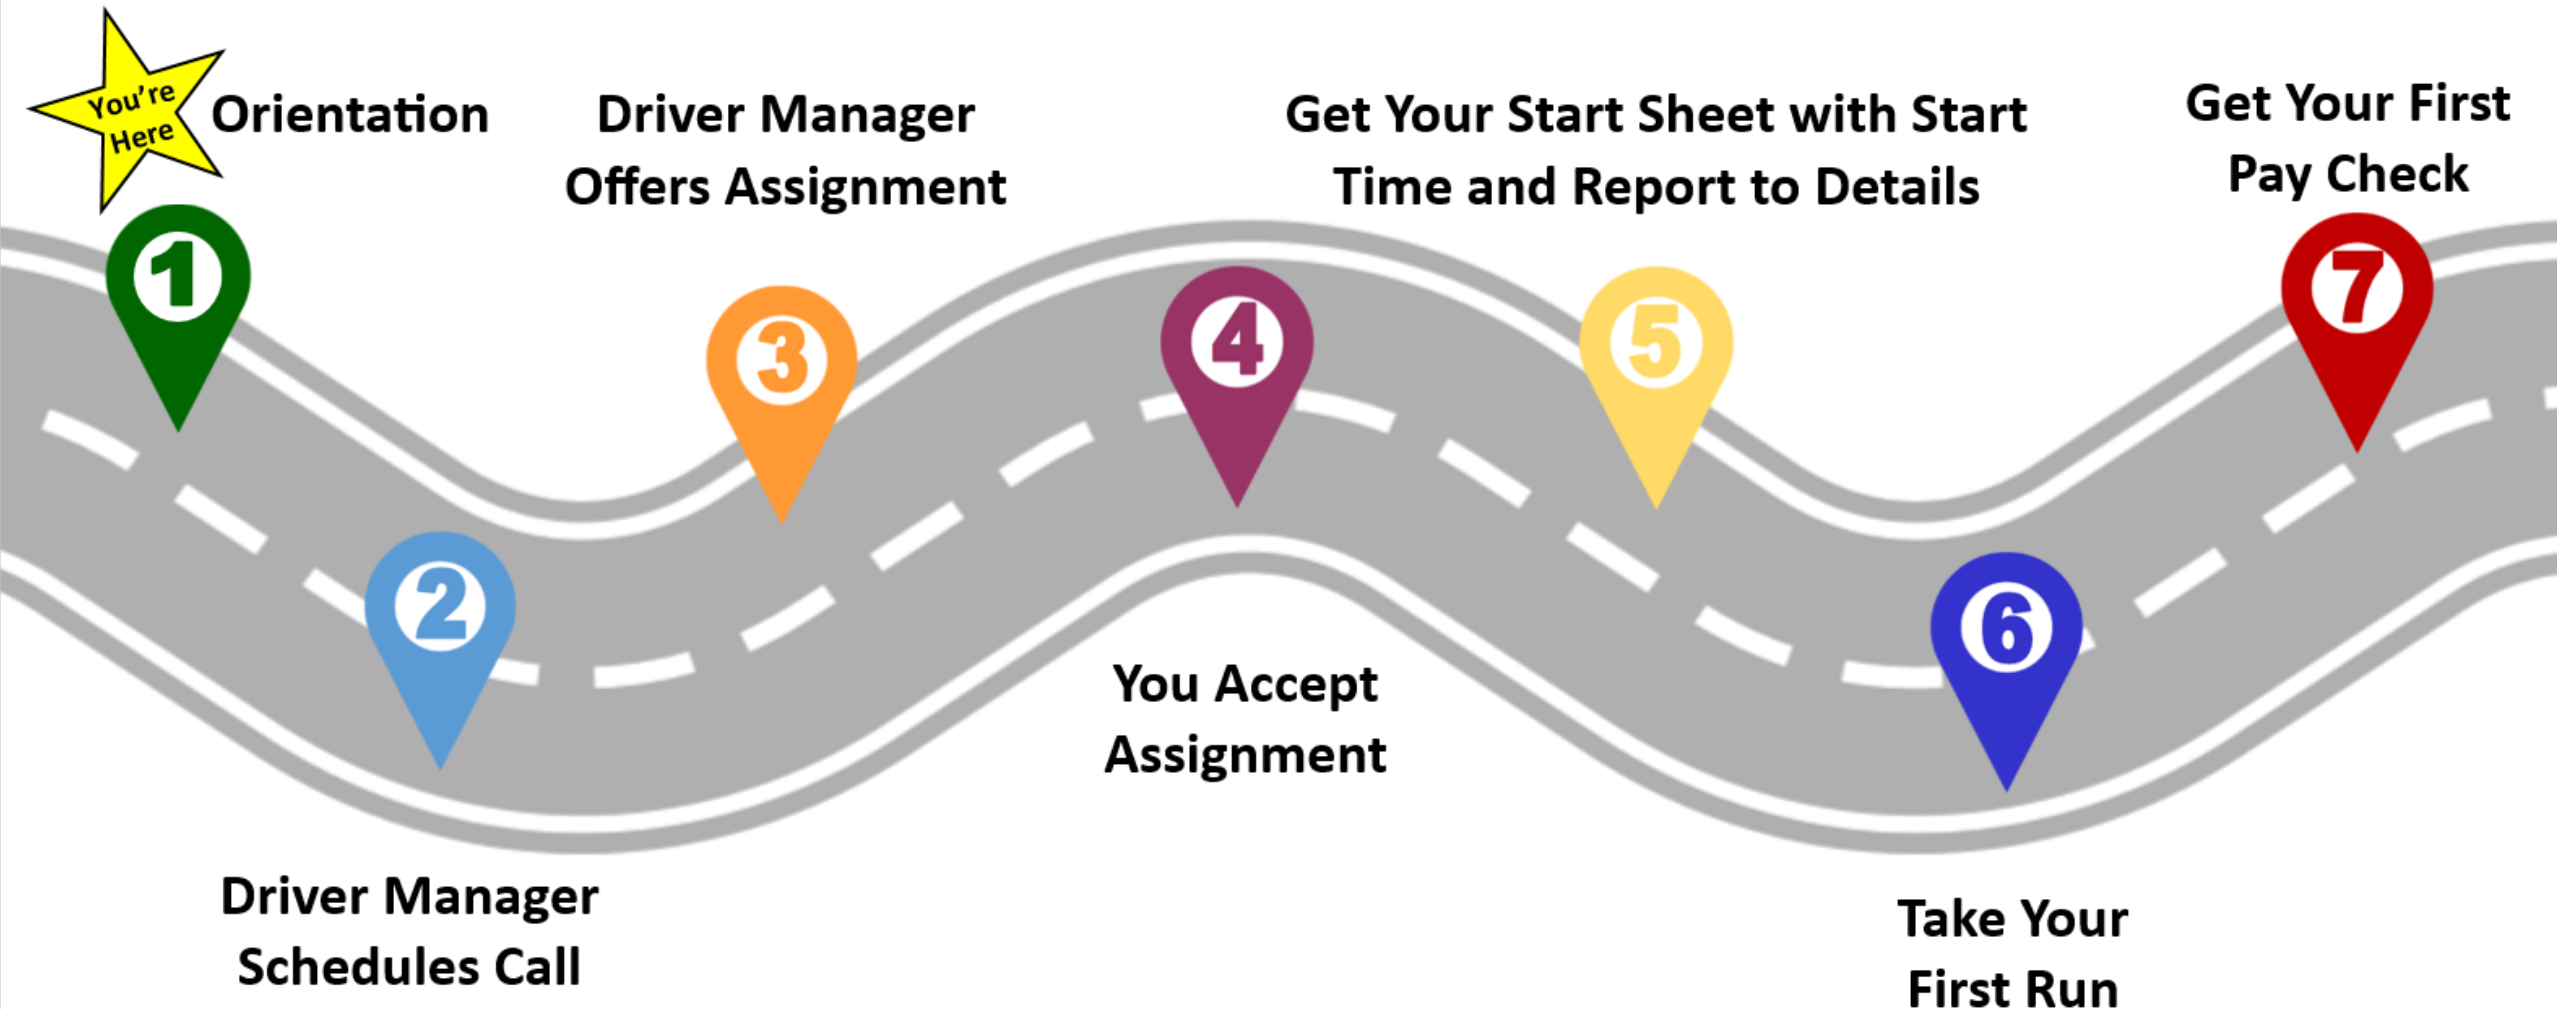 You're
Here
Orientation
1
Driver Manager
Schedules Call
2
Driver Manager
Offers Assignment
3
4
You Accept
Assignment
Get Your Start Sheet with Start
Time and Report to Details
5
6
Take Your
First Run
Get Your First
Pay Check
7